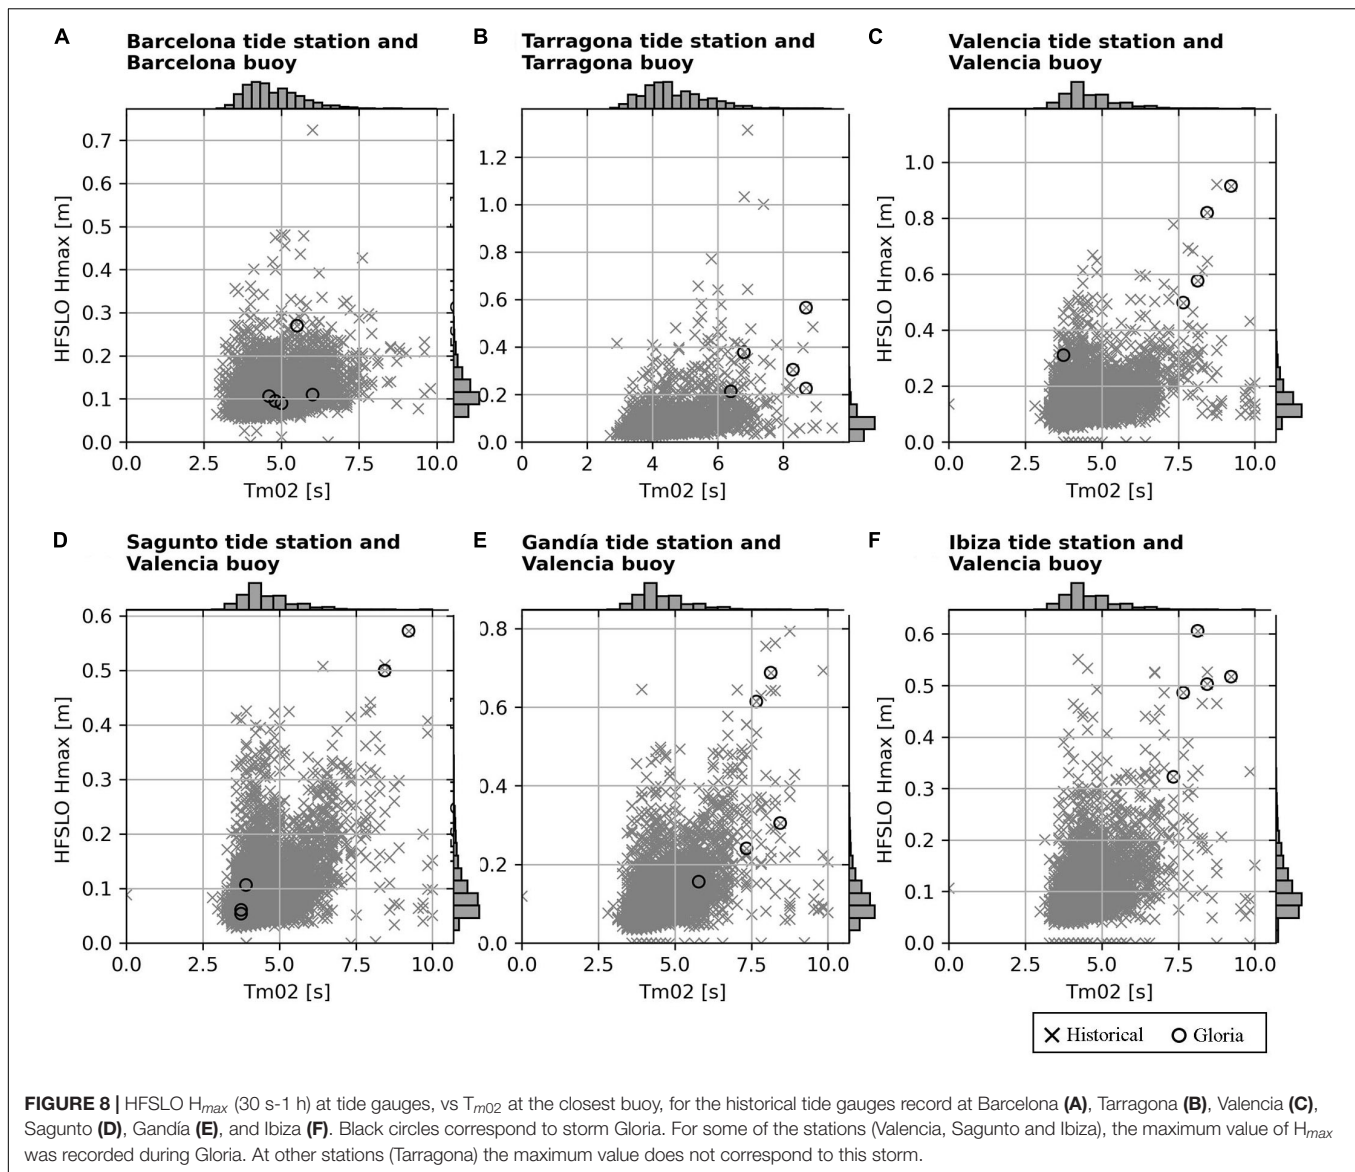 A
Barcelona tide station and
Barcelona buoy
HFSLO Hmax [m]
0.7
0.6
0.5
0.4
0.3
0.2
0.1
0.0
0.0 2.5 5.0 7.5 10.0
Tm02 [s]
B
Tarragona tide station and
Tarragona buoy
1.2
1.0
0.8
0.6
0.4
0.2
0.0
0 2 4 6 8
Tm02 [s]
C
Valencia tide station and
Valencia buoy
HFSLO Hmax [m]
1.0
0.8
0.6
0.4
0.2
0.0
0.0 2.5 5.0 7.5 10.0
Tm02 [s]
D
Sagunto tide station and
Valencia buoy
HFSLO Hmax [m]
0.6
0.5
0.4
0.3
0.2
0.1
0.0
0.0 2.5 5.0 7.5 10.0
Tm02 [s]
E
Gandía tide station and
Valencia buoy
0.8
0.6
0.4
0.2
0.0
0.0 2.5 5.0 7.5 10.0
Tm02 [s]
F
Ibiza tide station and
Valencia buoy
HFSLO Hmax [m]
0.6
0.5
0.4
0.3
0.2
0.1
0.0
0.0 2.5 5.0 7.5 10.0
Tm02 [s]
Historical Gloria
FIGURE 8 | HFSLO Hmax (30 s-1 h) at tide gauges, vs Tm02 at the closest buoy, for the historical tide gauges record at Barcelona (A), Tarragona (B), Valencia (C),
Sagunto (D), Gandía (E), and Ibiza (F). Black circles correspond to storm Gloria. For some of the stations (Valencia, Sagunto and Ibiza), the maximum value of Hmax
was recorded during Gloria. At other stations (Tarragona) the maximum value does not correspond to this storm.